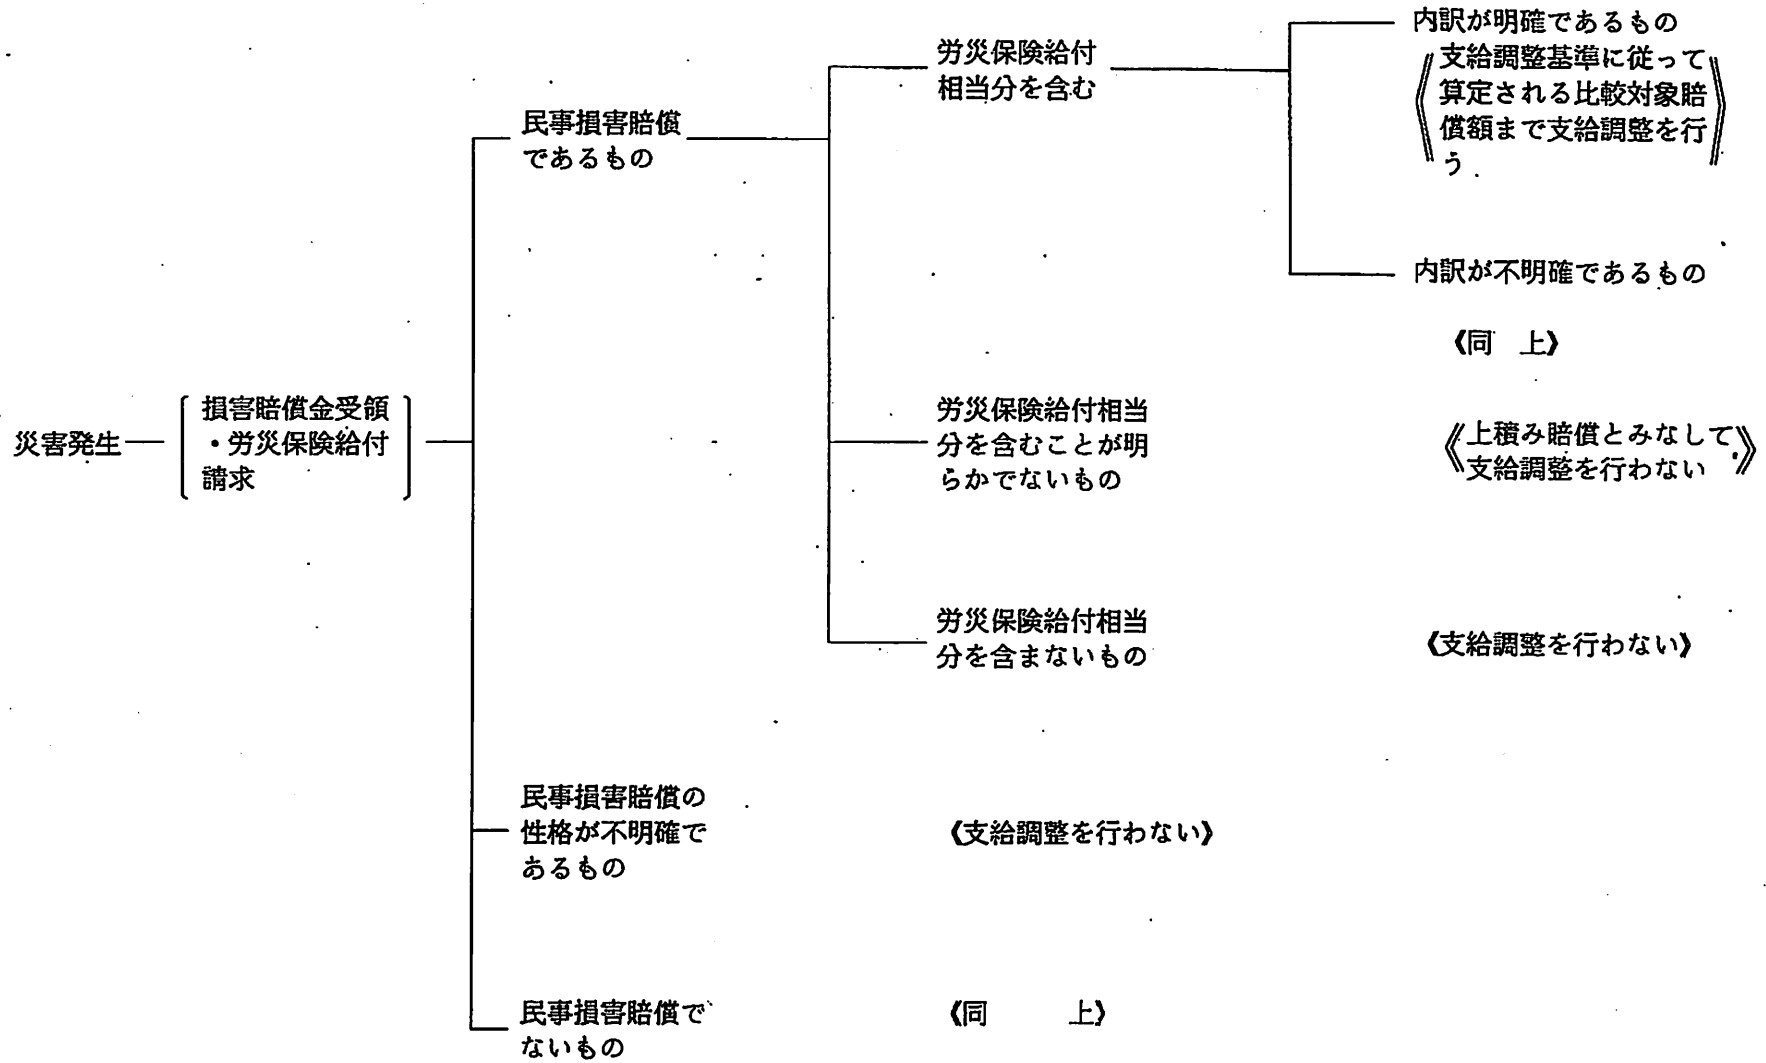 災害発生
損害賠償金受領
・労災保険給付
請求
民事損害賠償
であるもの
労災保険給付
相当分を含む
内訳が明確であるもの
《支給調整基準に従って
算定される比較対象賠
償額まで支給調整を行
う》
内訳が不明確であるもの
《同 上》
労災保険給付相当
分を含むことが明
らかでないもの
《上積み賠償とみなして
支給調整を行わない》
労災保険給付相当
分を含まないもの
《支給調整を行わない》
民事損害賠償の
性格が不明確で
あるもの
《支給調整を行わない》
民事損害賠償で
ないもの
《同 上》